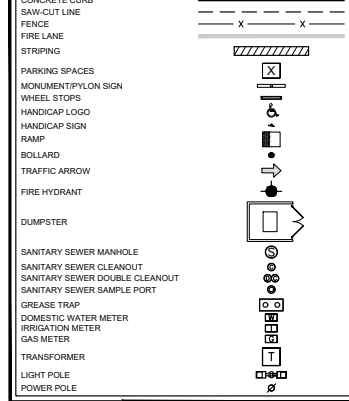 CONCRETE CURB
SAW-CUT LINE
FENCE x x
FIRE LANE
STRIPING
PARKING SPACES X
MONUMENT/PYLON SIGN
WHEEL STOPS
HANDICAP LOGO
HANDICAP SIGN
RAMP
BOLLARD
TRAFFIC ARROW
FIRE HYDRANT
DUMPSTER
SANITARY SEWER MANHOLE S
SANITARY SEWER CLEANOUT C
SANITARY SEWER DOUBLE CLEANOUT
SANITARY SEWER SAMPLE PORT
GREASE TRAP
DOMESTIC WATER METER W
IRRIGATION METER I
GAS METER G
TRANSFORMER T
LIGHT POLE
POWER POLE